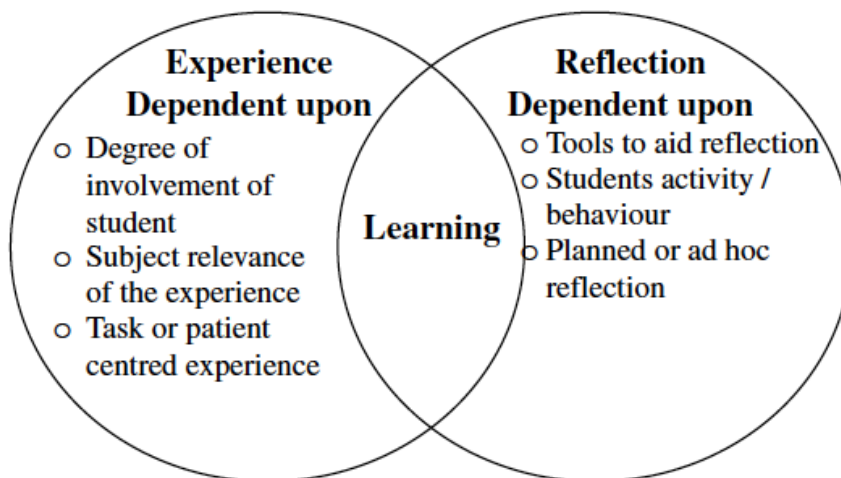 Experience
Dependent upon
o Degree of
involvement of
student
o Subject relevance
of the experience
o Task or patient
centred experience
Learning
Reflection
Dependent upon
o Tools to aid reflection
o Students activity /
behaviour
o Planned or ad hoc
reflection